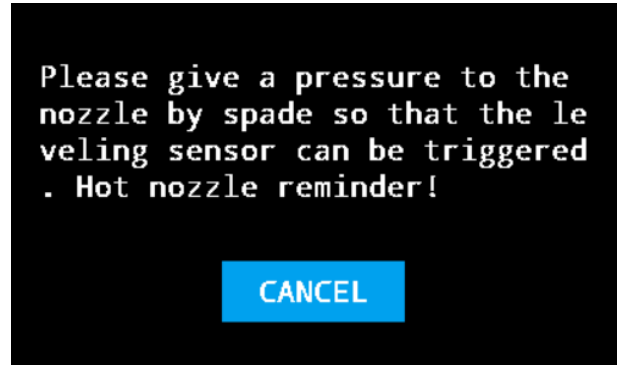 Please give a pressure to the
nozzle by spade so that the le
veling sensor can be triggered
. Hot nozzle reminder!
CANCEL